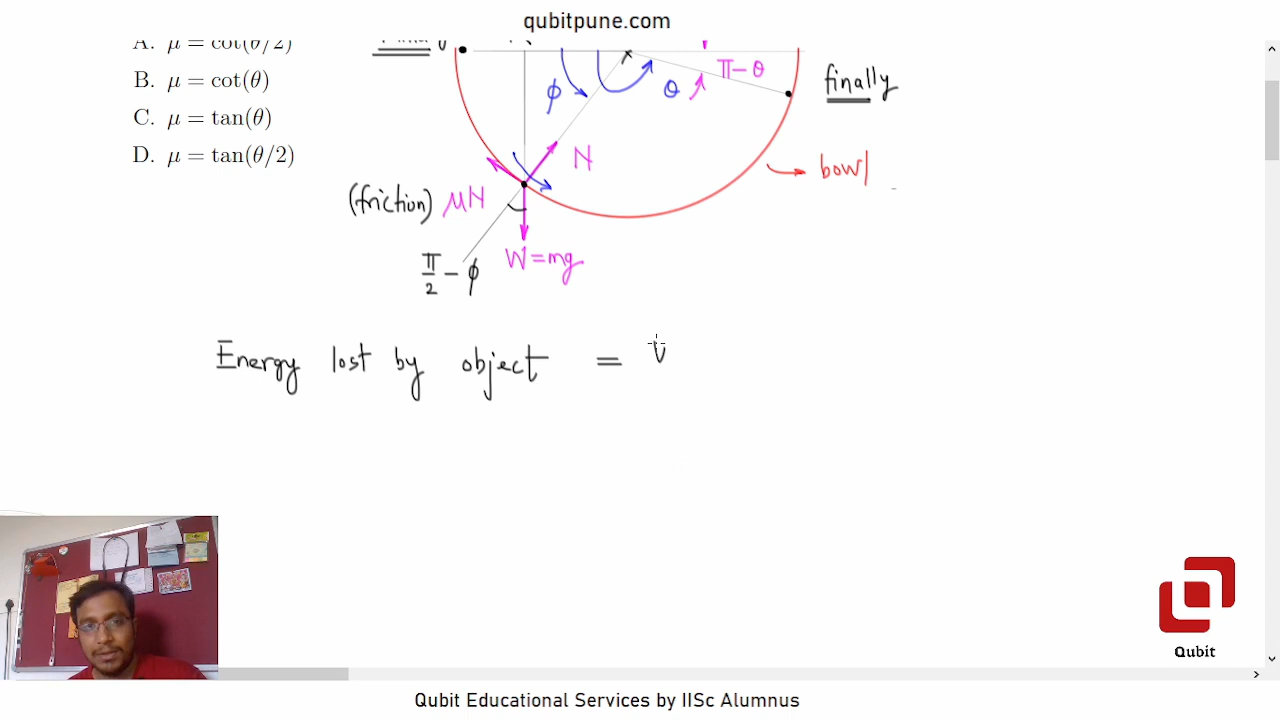 qubitpune.com
A. μ = cot(θ/2)
B. μ = cot(θ)
C. μ = tan(θ)
D. μ = tan(θ/2)
π - θ
finally
φ
θ
N
bowl
(friction) μN
W = mg
π/2 - φ
Energy lost by object =
Qubit
Qubit Educational Services by IISc Alumnus